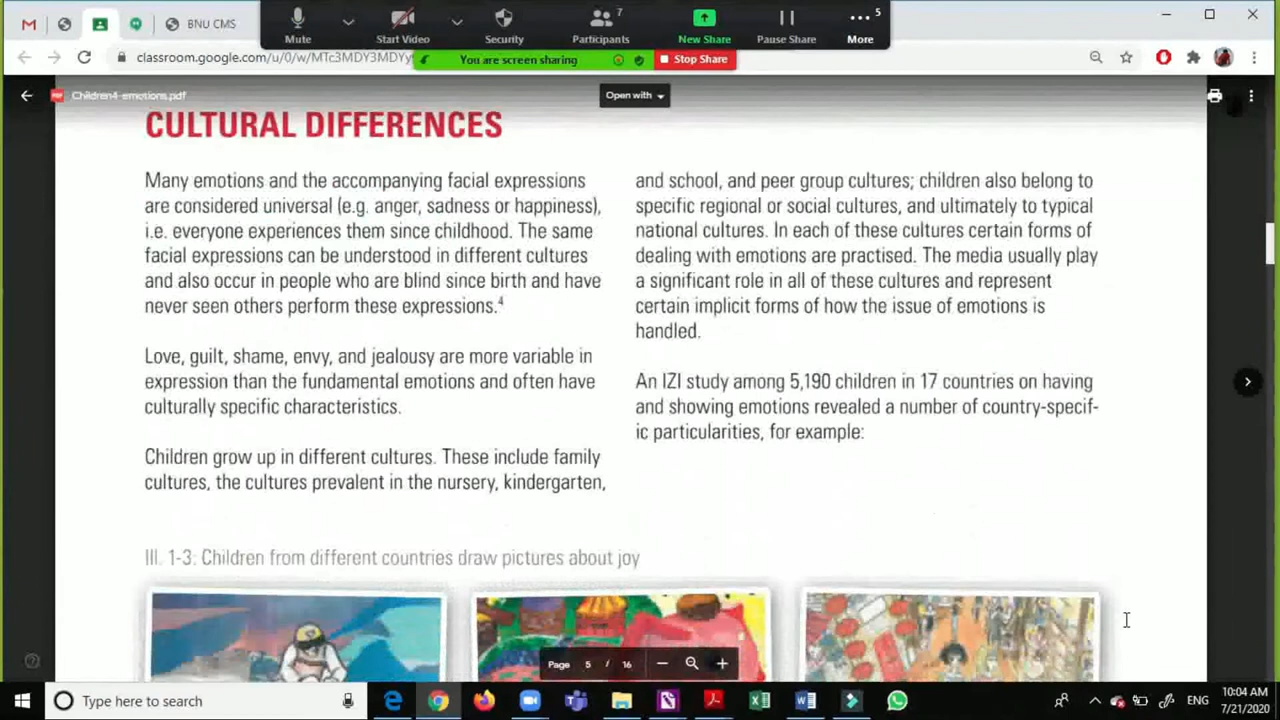 BNU CMS
Mute
Start Video
Security
7
Participants
New Share
Pause Share
5
More
classroom.google.com/u/0/w/MTc3MDY3MDYy
You are screen sharing
Stop Share
Children4-emotions.pdf
Open with
CULTURAL DIFFERENCES
Many emotions and the accompanying facial expressions
are considered universal (e.g. anger, sadness or happiness),
i.e. everyone experiences them since childhood. The same
facial expressions can be understood in different cultures
and also occur in people who are blind since birth and have
never seen others perform these expressions.4
Love, guilt, shame, envy, and jealousy are more variable in
expression than the fundamental emotions and often have
culturally specific characteristics.
Children grow up in different cultures. These include family
cultures, the cultures prevalent in the nursery, kindergarten,
and school, and peer group cultures; children also belong to
specific regional or social cultures, and ultimately to typical
national cultures. In each of these cultures certain forms of
dealing with emotions are practised. The media usually play
a significant role in all of these cultures and represent
certain implicit forms of how the issue of emotions is
handled.
An IZI study among 5,190 children in 17 countries on having
and showing emotions revealed a number of country-specif-
ic particularities, for example:
III. 1-3: Children from different countries draw pictures about joy
Page 5 / 16
Type here to search
ENG
10:04 AM
7/21/2020